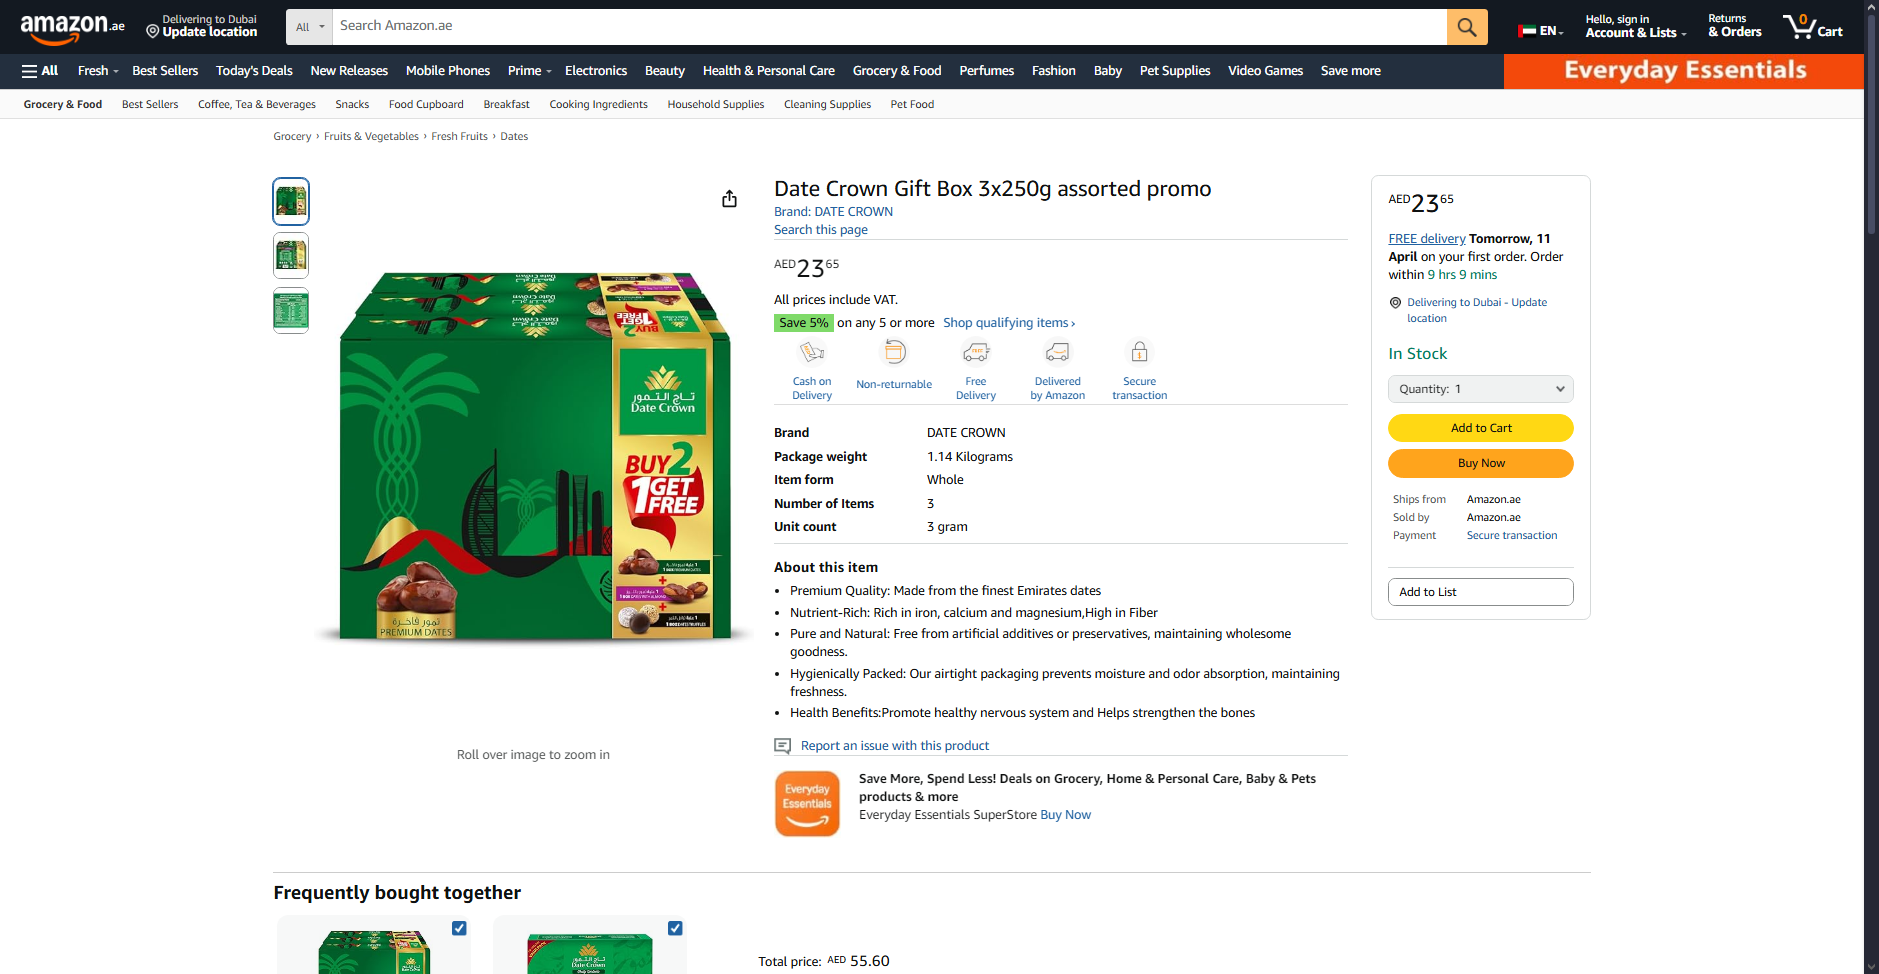 amazon.ae
Delivering to Dubai
Update location
All
Search Amazon.ae
EN
Hello, sign in
Account & Lists
Returns
& Orders
0
Cart
All
Fresh
Best Sellers
Today's Deals
New Releases
Mobile Phones
Prime
Electronics
Beauty
Health & Personal Care
Grocery & Food
Perfumes
Fashion
Baby
Pet Supplies
Video Games
Save more
Everyday Essentials
Grocery & Food
Best Sellers
Coffee, Tea & Beverages
Snacks
Food Cupboard
Breakfast
Cooking Ingredients
Household Supplies
Cleaning Supplies
Pet Food
Grocery › Fruits & Vegetables › Fresh Fruits › Dates
تاج التمور
Date Crown
BUY 2
GET 1
FREE
تمور فاخرة
PREMIUM DATES
Roll over image to zoom in
Date Crown Gift Box 3x250g assorted promo
Brand: DATE CROWN
Search this page
AED23 65
All prices include VAT.
Save 5% on any 5 or more Shop qualifying items ›
Cash on
Delivery
Non-returnable
Free
Delivery
Delivered
by Amazon
Secure
transaction
Brand DATE CROWN
Package weight 1.14 Kilograms
Item form Whole
Number of Items 3
Unit count 3 gram
About this item
• Premium Quality: Made from the finest Emirates dates
• Nutrient-Rich: Rich in iron, calcium and magnesium,High in Fiber
• Pure and Natural: Free from artificial additives or preservatives, maintaining wholesome
goodness.
• Hygienically Packed: Our airtight packaging prevents moisture and odor absorption, maintaining
freshness.
• Health Benefits:Promote healthy nervous system and Helps strengthen the bones
Report an issue with this product
Everyday
Essentials
Save More, Spend Less! Deals on Grocery, Home & Personal Care, Baby & Pets
products & more
Everyday Essentials SuperStore Buy Now
AED23 65
FREE delivery Tomorrow, 11
April on your first order. Order
within 9 hrs 9 mins
Delivering to Dubai - Update
location
In Stock
Quantity: 1
Add to Cart
Buy Now
Ships from Amazon.ae
Sold by Amazon.ae
Payment Secure transaction
Add to List
Frequently bought together
Date Crown
Total price: AED 55.60